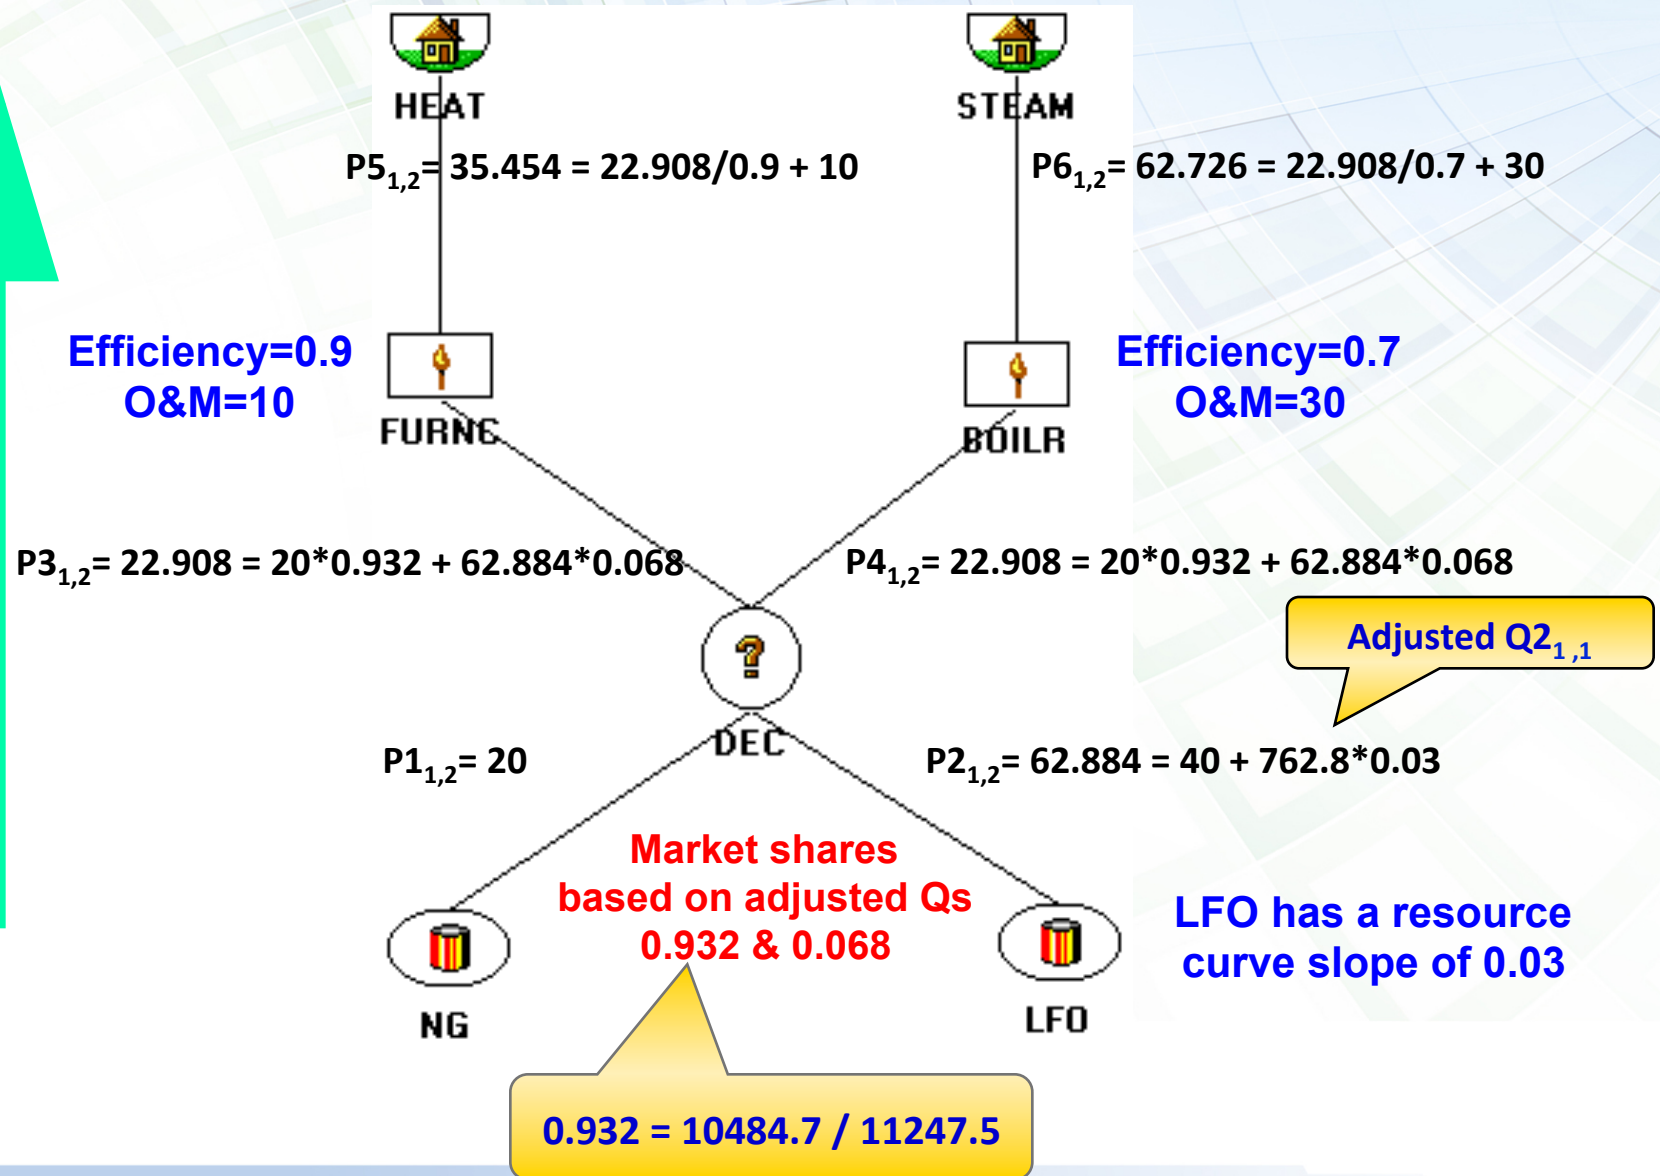 HEAT
STEAM
P5₁,₂= 35.454 = 22.908/0.9 + 10
P6₁,₂= 62.726 = 22.908/0.7 + 30
Efficiency=0.9
O&M=10
Efficiency=0.7
O&M=30
FURNC
BOILR
P3₁,₂= 22.908 = 20*0.932 + 62.884*0.068
P4₁,₂= 22.908 = 20*0.932 + 62.884*0.068
?
Adjusted Q2₁ ,₁
DEC
P1₁,₂= 20
P2₁,₂= 62.884 = 40 + 762.8*0.03
Market shares
based on adjusted Qs
0.932 & 0.068
LFO has a resource
curve slope of 0.03
NG
LFO
0.932 = 10484.7 / 11247.5